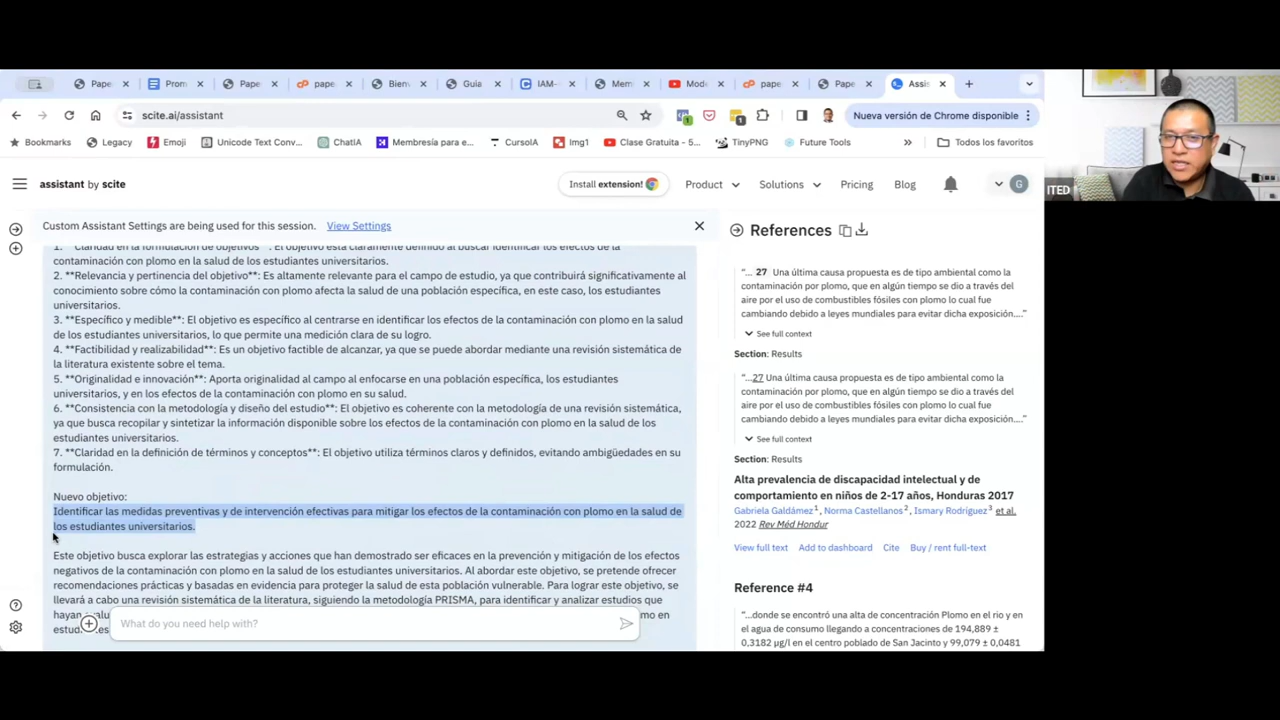 Pape
Prom
Pape
pape
Bien
Guia
IAM-
Mem
Mode
pape
Pape
Assis
scite.ai/assistant
Nueva versión de Chrome disponible
Bookmarks
Legacy
Emoji
Unicode Text Conv...
ChatIA
Membresía para e...
CursoIA
Img1
Clase Gratuita - 5...
TinyPNG
Future Tools
»
Todos los favoritos
assistant by scite
Install extension!
Product
Solutions
Pricing
Blog
G
ITED
Custom Assistant Settings are being used for this session. View Settings
1. **Claridad en la formulación de objetivos**: El objetivo está claramente definido al buscar identificar los efectos de la
contaminación con plomo en la salud de los estudiantes universitarios.
2. **Relevancia y pertinencia del objetivo**: Es altamente relevante para el campo de estudio, ya que contribuirá significativamente al
conocimiento sobre cómo la contaminación con plomo afecta la salud de una población específica, en este caso, los estudiantes
universitarios.
3. **Específico y medible**: El objetivo es específico al centrarse en identificar los efectos de la contaminación con plomo en la salud
de los estudiantes universitarios, lo que permite una medición clara de su logro.
4. **Factibilidad y realizabilidad**: Es un objetivo factible de alcanzar, ya que se puede abordar mediante una revisión sistemática de
la literatura existente sobre el tema.
5. **Originalidad e innovación**: Aporta originalidad al campo al enfocarse en una población específica, los estudiantes
universitarios, y en los efectos de la contaminación con plomo en su salud.
6. **Consistencia con la metodología y diseño del estudio**: El objetivo es coherente con la metodología de una revisión sistemática,
ya que busca recopilar y sintetizar la información disponible sobre los efectos de la contaminación con plomo en la salud de los
estudiantes universitarios.
7. **Claridad en la definición de términos y conceptos**: El objetivo utiliza términos claros y definidos, evitando ambigüedades en su
formulación.
Nuevo objetivo:
Identificar las medidas preventivas y de intervención efectivas para mitigar los efectos de la contaminación con plomo en la salud de
los estudiantes universitarios.
Este objetivo busca explorar las estrategias y acciones que han demostrado ser eficaces en la prevención y mitigación de los efectos
negativos de la contaminación con plomo en la salud de los estudiantes universitarios. Al abordar este objetivo, se pretende ofrecer
recomendaciones prácticas y basadas en evidencia para proteger la salud de esta población vulnerable. Para lograr este objetivo, se
llevará a cabo una revisión sistemática de la literatura, siguiendo la metodología PRISMA, para identificar y analizar estudios que
What do you need help with?
References
“... 27 Una última causa propuesta es de tipo ambiental como la
contaminación por plomo, que en algún tiempo se dio a través del
aire por el uso de combustibles fósiles con plomo lo cual fue
cambiando debido a leyes mundiales para evitar dicha exposición....”
See full context
Section: Results
“...27 Una última causa propuesta es de tipo ambiental como la
contaminación por plomo, que en algún tiempo se dio a través del
aire por el uso de combustibles fósiles con plomo lo cual fue
cambiando debido a leyes mundiales para evitar dicha exposición....”
See full context
Section: Results
Alta prevalencia de discapacidad intelectual y de
comportamiento en niños de 2-17 años, Honduras 2017
Gabriela Galdámez1, Norma Castellanos2, Ismary Rodríguez3 et al.
2022 Rev Méd Hondur
View full text Add to dashboard Cite Buy / rent full-text
Reference #4
“...donde se encontró una alta de concentración Plomo en el rio y en
el agua de consumo llegando a concentraciones de 194,889 ±
0,3182 µg/l en el centro poblado de San Jacinto y 99,079 ± 0,0481